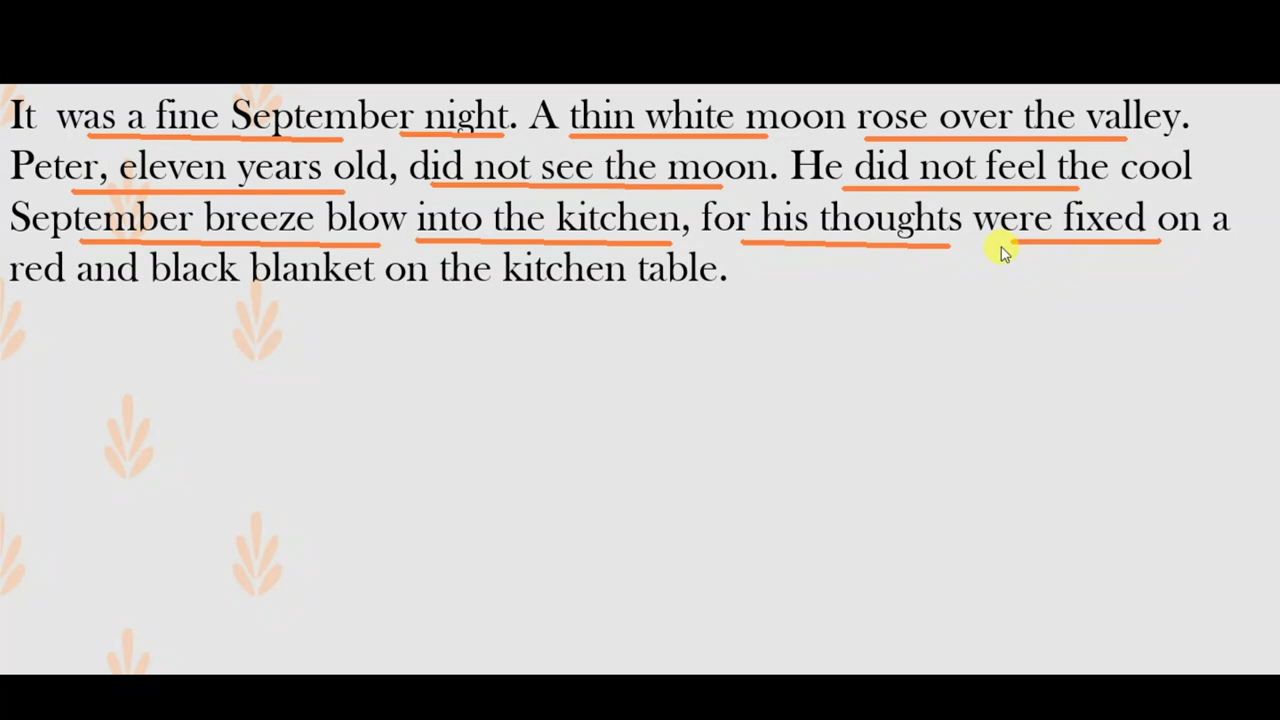 It was a fine September night. A thin white moon rose over the valley.
Peter, eleven years old, did not see the moon. He did not feel the cool
September breeze blow into the kitchen, for his thoughts were fixed on a
red and black blanket on the kitchen table.